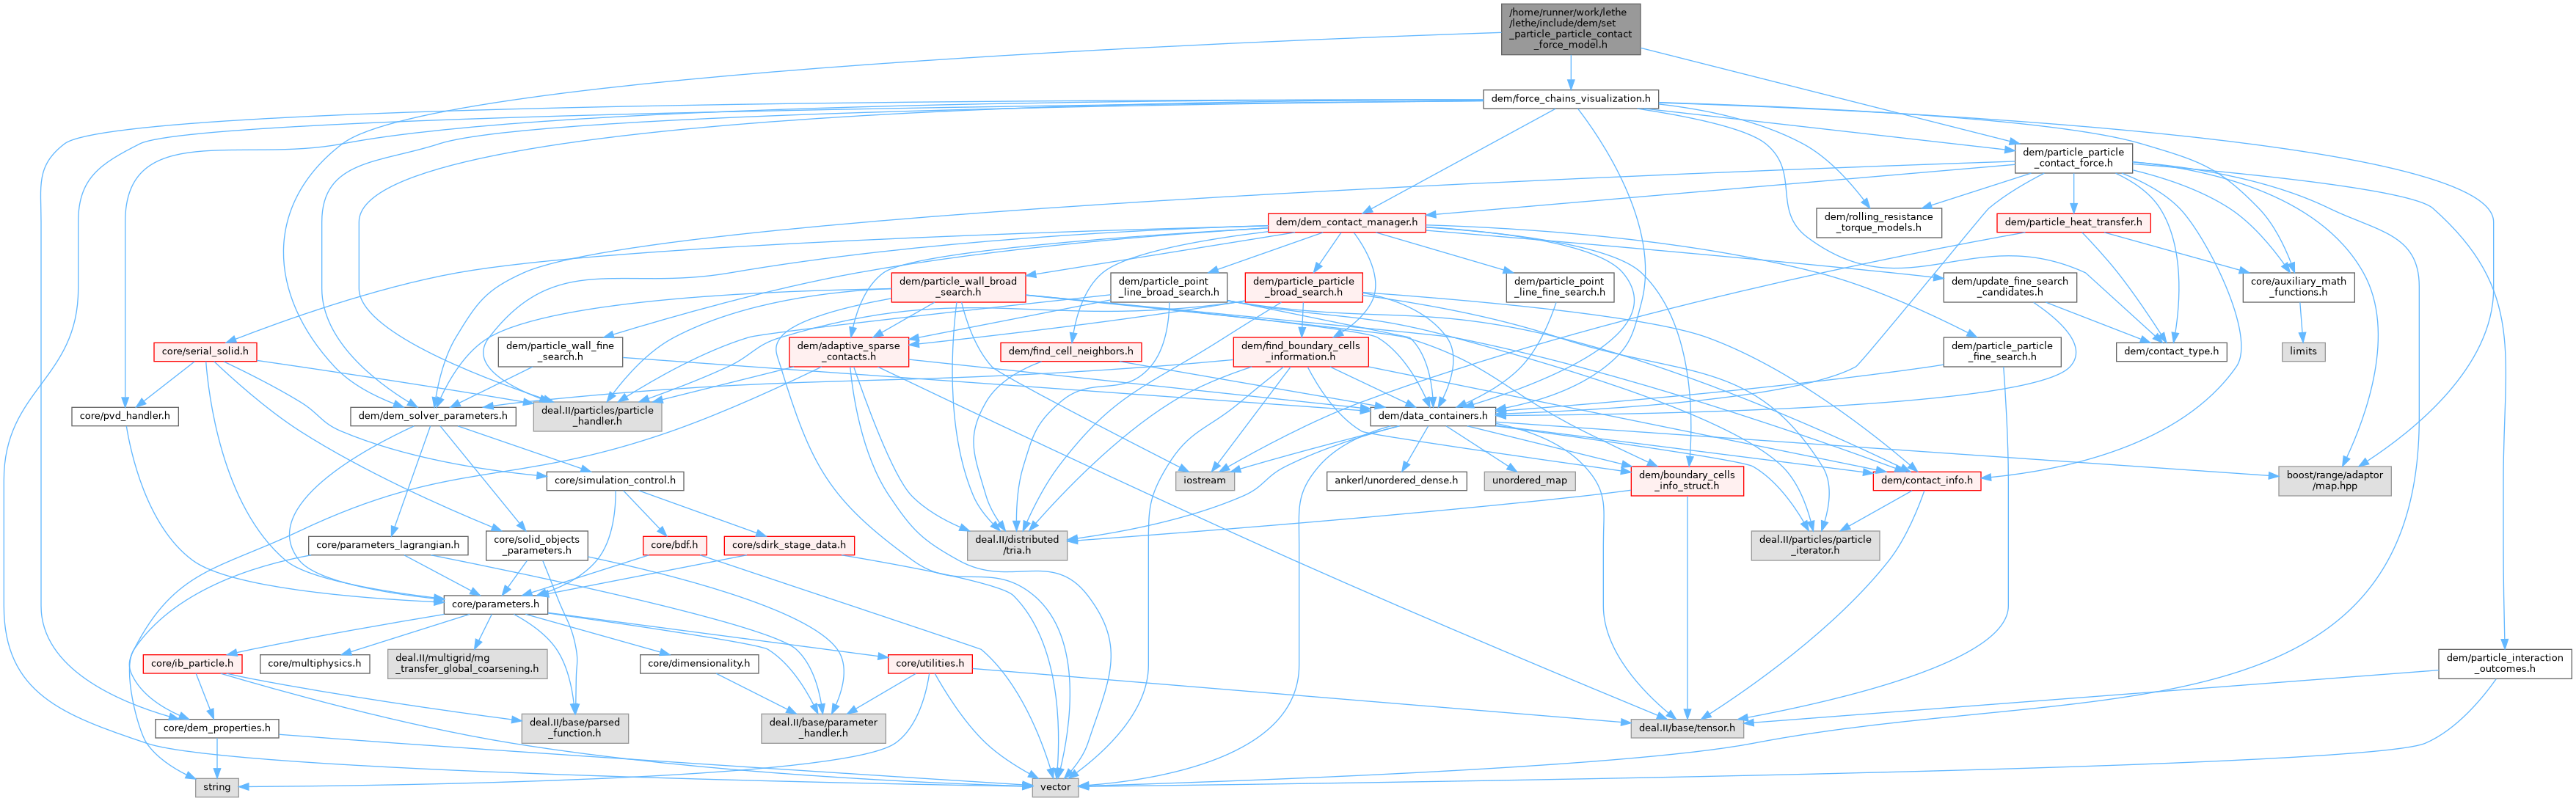 /home/runner/work/lethe
/lethe/include/dem/set
_particle_particle_contact
_force_model.h
dem/force_chains_visualization.h
dem/particle_particle
_contact_force.h
dem/dem_contact_manager.h
dem/rolling_resistance
_torque_models.h
dem/particle_heat_transfer.h
dem/particle_wall_broad
_search.h
dem/particle_point
_line_broad_search.h
dem/particle_particle
_broad_search.h
dem/particle_point
_line_fine_search.h
dem/update_fine_search
_candidates.h
core/auxiliary_math
_functions.h
core/serial_solid.h
dem/particle_wall_fine
_search.h
dem/adaptive_sparse
_contacts.h
dem/find_cell_neighbors.h
dem/find_boundary_cells
_information.h
dem/particle_particle
_fine_search.h
dem/contact_type.h
limits
core/pvd_handler.h
dem/dem_solver_parameters.h
deal.II/particles/particle
_handler.h
dem/data_containers.h
core/simulation_control.h
iostream
ankerl/unordered_dense.h
unordered_map
dem/boundary_cells
_info_struct.h
dem/contact_info.h
boost/range/adaptor
/map.hpp
core/parameters_lagrangian.h
core/solid_objects
_parameters.h
core/bdf.h
core/sdirk_stage_data.h
deal.II/distributed
/tria.h
deal.II/particles/particle
_iterator.h
core/parameters.h
core/ib_particle.h
core/multiphysics.h
deal.II/multigrid/mg
_transfer_global_coarsening.h
core/dimensionality.h
core/utilities.h
dem/particle_interaction
_outcomes.h
core/dem_properties.h
deal.II/base/parsed
_function.h
deal.II/base/parameter
_handler.h
deal.II/base/tensor.h
string
vector